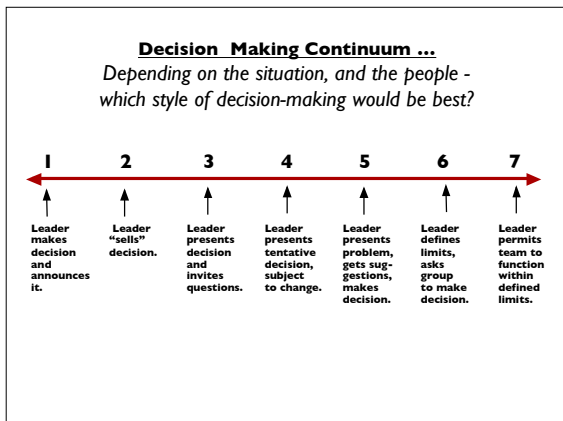 Decision Making Continuum ...
Depending on the situation, and the people -
which style of decision-making would be best?
1 2 3 4 5 6 7
Leader
makes
decision
and
announces
it.
Leader
“sells”
decision.
Leader
presents
decision
and
invites
questions.
Leader
presents
tentative
decision,
subject
to change.
Leader
presents
problem,
gets sug-
gestions,
makes
decision.
Leader
defines
limits,
asks
group
to make
decision.
Leader
permits
team to
function
within
defined
limits.